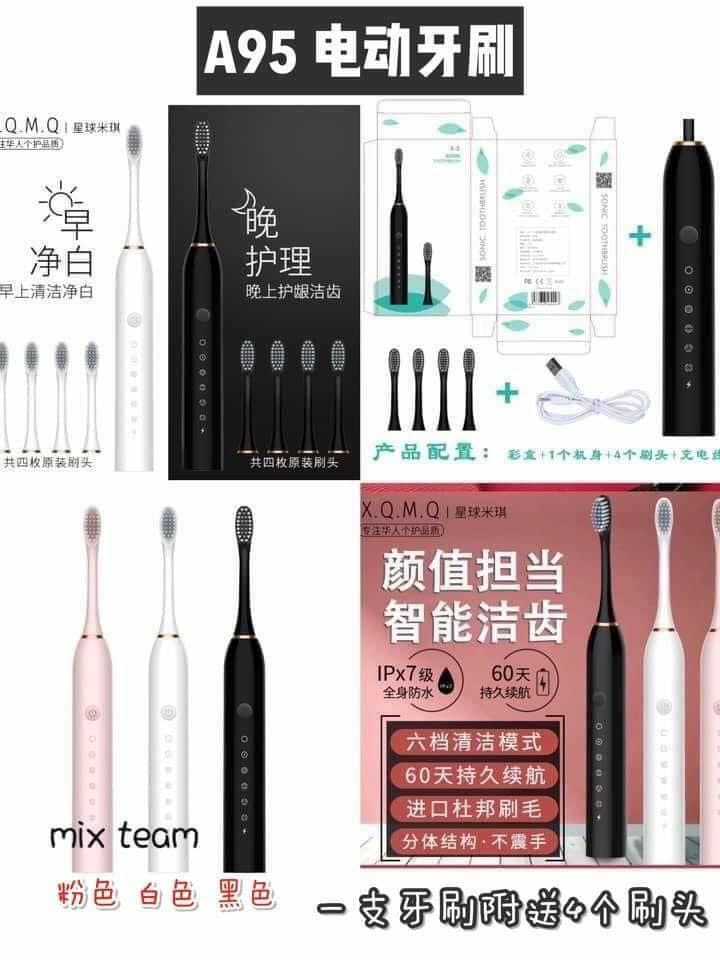 A95 电动牙刷
.Q.M.Q | 星球米琪
注华人个护品质
早
净白
早上清洁净白
共四枚原装刷头
晚
护理
晚上护龈洁齿
共四枚原装刷头
X-3
SONIC
TOOTHBRUSH
SONIC TOOTHBRUSH
SONIC TOOTHBRUSH
+
+
产品配置：彩盒+1个机身+4个刷头+充电线
mix team
粉色 白色 黑色
X.Q.M.Q | 星球米琪
专注华人个护品质
颜值担当
智能洁齿
IPx7级
全身防水
IPx7
60天
持久续航
六档清洁模式
60天持久续航
进口杜邦刷毛
分体结构·不震手
一支牙刷附送4个刷头